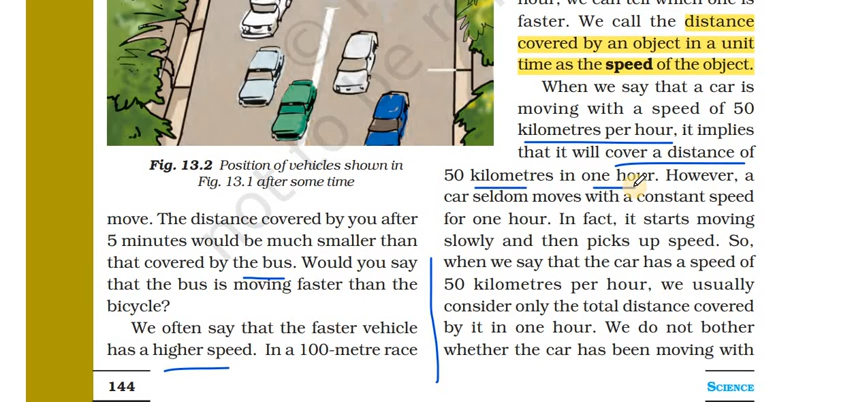 faster. We call the distance
covered by an object in a unit
time as the speed of the object.
When we say that a car is
moving with a speed of 50
kilometres per hour, it implies
that it will cover a distance of
50 kilometres in one hour. However, a
car seldom moves with a constant speed
for one hour. In fact, it starts moving
slowly and then picks up speed. So,
when we say that the car has a speed of
50 kilometres per hour, we usually
consider only the total distance covered
by it in one hour. We do not bother
whether the car has been moving with
Fig. 13.2 Position of vehicles shown in
Fig. 13.1 after some time
move. The distance covered by you after
5 minutes would be much smaller than
that covered by the bus. Would you say
that the bus is moving faster than the
bicycle?
We often say that the faster vehicle
has a higher speed. In a 100-metre race
144
SCIENCE
not to be re